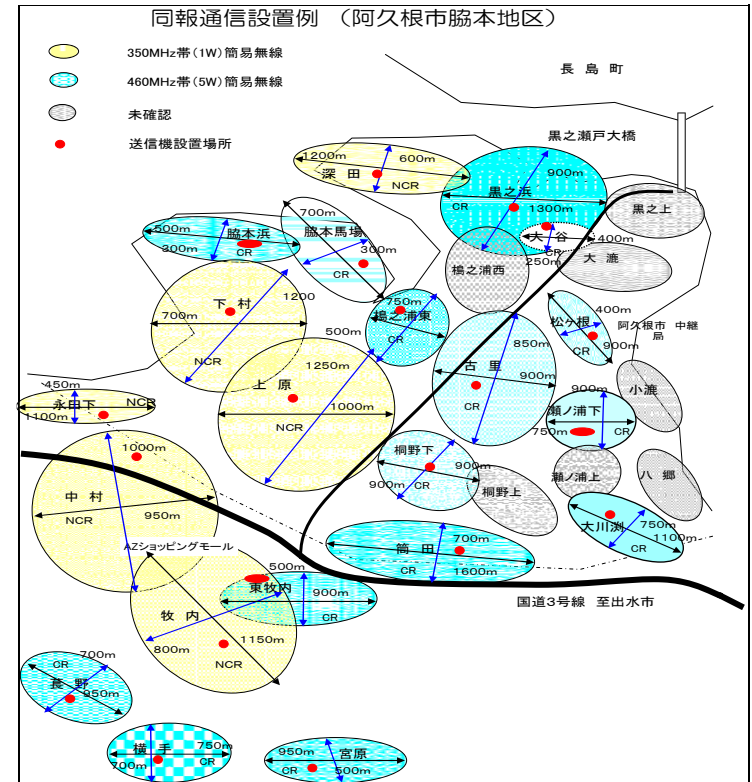 同報通信設置例 （阿久根市脇本地区）
350MHz帯(1W)簡易無線
460MHz帯(5W)簡易無線
未確認
送信機設置場所
長島町
黒之瀬戸大橋
1200m
600m
深田
NCR
900m
黒之浜
CR
1300m
黒之上
大谷
CR
400m
250m
大漉
500m
脇本浜
300m
CR
700m
脇本馬場
300m
CR
橋之浦西
下村
1200
700m
NCR
750m
橋之浦東
500m
CR
松ヶ根
400m
900m
CR
阿久根市 中継局
850m
古里
900m
CR
1250m
上原
1000m
NCR
小漉
450m
NCR
1100m
永田下
900m
瀬ノ浦下
750m
CR
1000m
中村
NCR
950m
桐野下
900m
900m
CR
桐野上
瀬ノ浦上
八郷
大川渕
750m
1100m
CR
AZショッピングモール
筒田
700m
CR
1600m
500m
東牧内
900m
CR
国道3号線 至出水市
牧内
1150m
800m
NCR
CR
700m
莨野
950m
横手
750m
700m
CR
950m
宮原
CR
500m